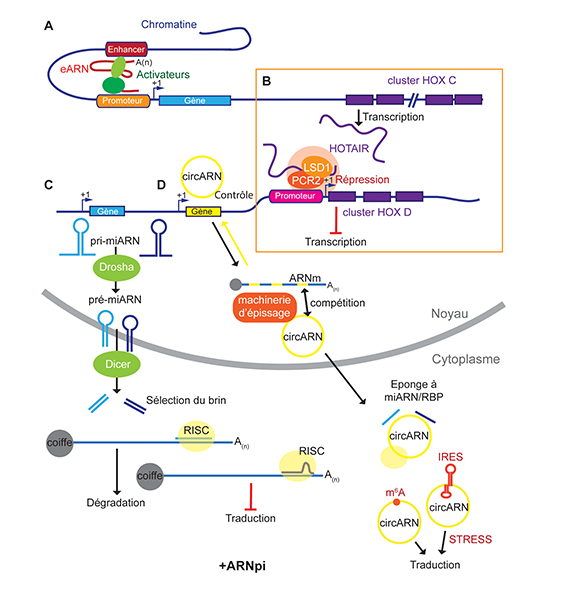 A
Chromatine
Enhancer
eARN
A(n)
Activateurs
+1
Promoteur
Gène
B
cluster HOX C
Transcription
HOTAIR
LSD1
PCR2
+1
Répression
Promoteur
cluster HOX D
Transcription
C
D
circARN
Contrôle
+1
Gène
+1
Gène
pri-miARN
Drosha
pré-miARN
ARNm
A(n)
machinerie
d'épissage
compétition
circARN
Noyau
Cytoplasme
Dicer
Sélection du brin
Eponge à
miARN/RBP
circARN
coiffe
RISC
A(n)
RISC
coiffe
A(n)
Dégradation
Traduction
IRES
m⁶A
circARN
circARN
STRESS
Traduction
+ARNpi